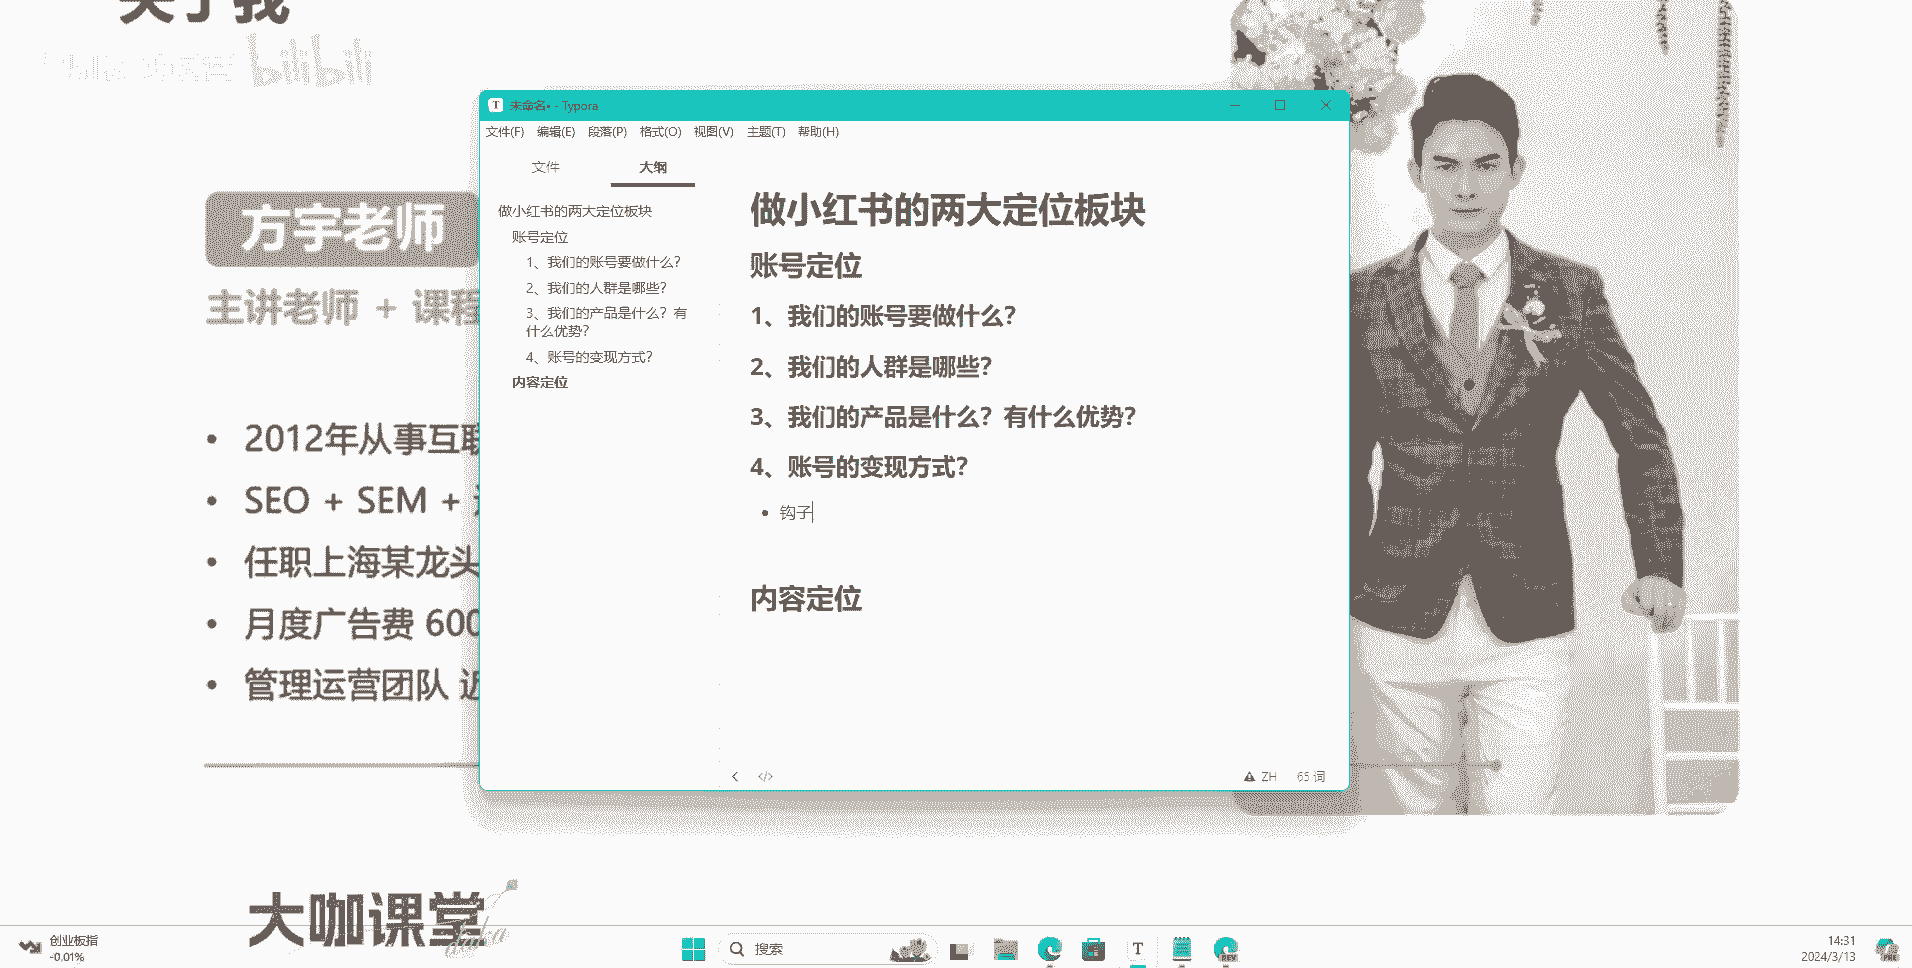 关于我
bilibili
方宇老师
主讲老师 + 课程
2012年从事互联
SEO + SEM +
任职上海某龙头
月度广告费 600
管理运营团队 近
大咖课堂
daka
未命名• - Typora
文件(F) 编辑(E) 段落(P) 格式(O) 视图(V) 主题(T) 帮助(H)
文件 大纲
做小红书的两大定位板块
账号定位
1、我们的账号要做什么？
2、我们的人群是哪些？
3、我们的产品是什么？有
什么优势？
4、账号的变现方式？
内容定位
做小红书的两大定位板块
账号定位
1、我们的账号要做什么？
2、我们的人群是哪些？
3、我们的产品是什么？有什么优势？
4、账号的变现方式？
钩子
内容定位
ZH 65 词
创业板指
-0.01%
搜索
14:31
2024/3/13